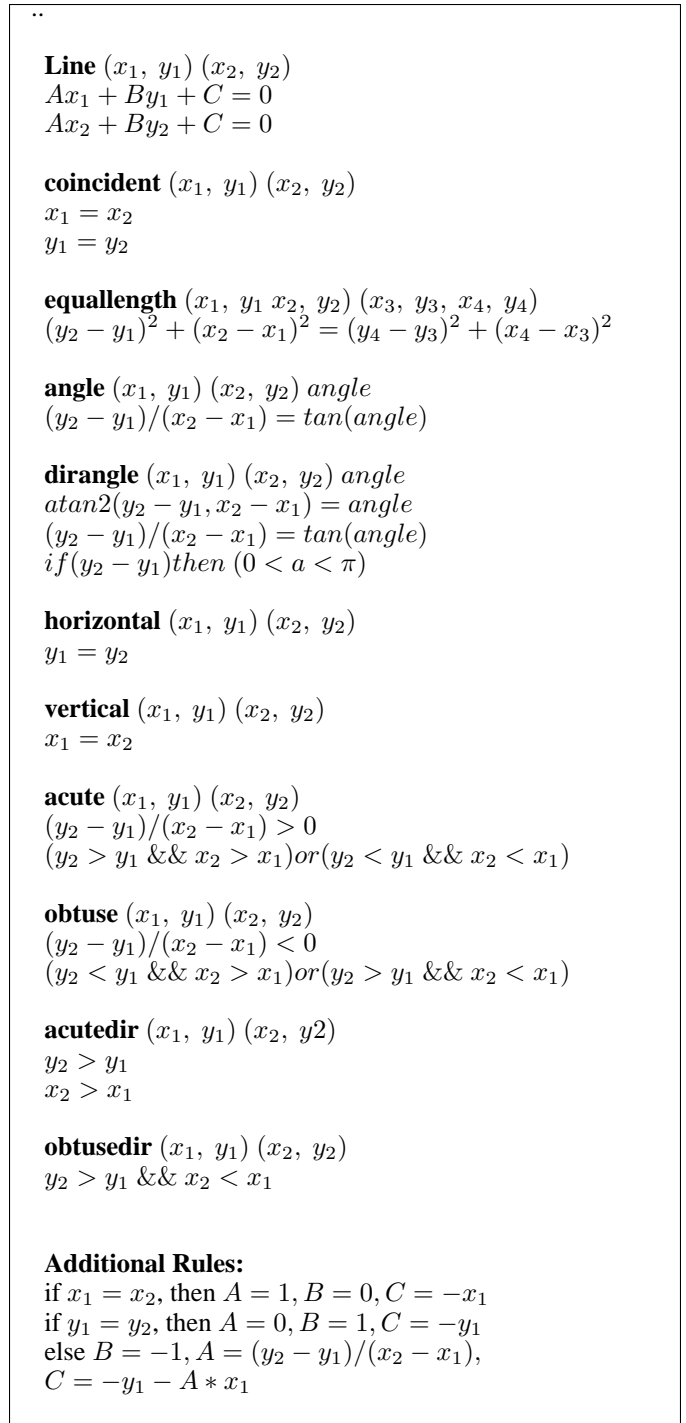 ..
Line (x₁, y₁) (x₂, y₂)
Ax₁ + By₁ + C = 0
Ax₂ + By₂ + C = 0
coincident (x₁, y₁) (x₂, y₂)
x₁ = x₂
y₁ = y₂
equallength (x₁, y₁ x₂, y₂) (x₃, y₃, x₄, y₄)
(y₂ − y₁)² + (x₂ − x₁)² = (y₄ − y₃)² + (x₄ − x₃)²
angle (x₁, y₁) (x₂, y₂) angle
(y₂ − y₁)/(x₂ − x₁) = tan(angle)
dirangle (x₁, y₁) (x₂, y₂) angle
atan2(y₂ − y₁, x₂ − x₁) = angle
(y₂ − y₁)/(x₂ − x₁) = tan(angle)
if(y₂ − y₁)then (0 < a < π)
horizontal (x₁, y₁) (x₂, y₂)
y₁ = y₂
vertical (x₁, y₁) (x₂, y₂)
x₁ = x₂
acute (x₁, y₁) (x₂, y₂)
(y₂ − y₁)/(x₂ − x₁) > 0
(y₂ > y₁ && x₂ > x₁)or(y₂ < y₁ && x₂ < x₁)
obtuse (x₁, y₁) (x₂, y₂)
(y₂ − y₁)/(x₂ − x₁) < 0
(y₂ < y₁ && x₂ > x₁)or(y₂ > y₁ && x₂ < x₁)
acutedir (x₁, y₁) (x₂, y2)
y₂ > y₁
x₂ > x₁
obtusedir (x₁, y₁) (x₂, y₂)
y₂ > y₁ && x₂ < x₁
Additional Rules:
if x₁ = x₂, then A = 1, B = 0, C = −x₁
if y₁ = y₂, then A = 0, B = 1, C = −y₁
else B = −1, A = (y₂ − y₁)/(x₂ − x₁),
C = −y₁ − A ∗ x₁